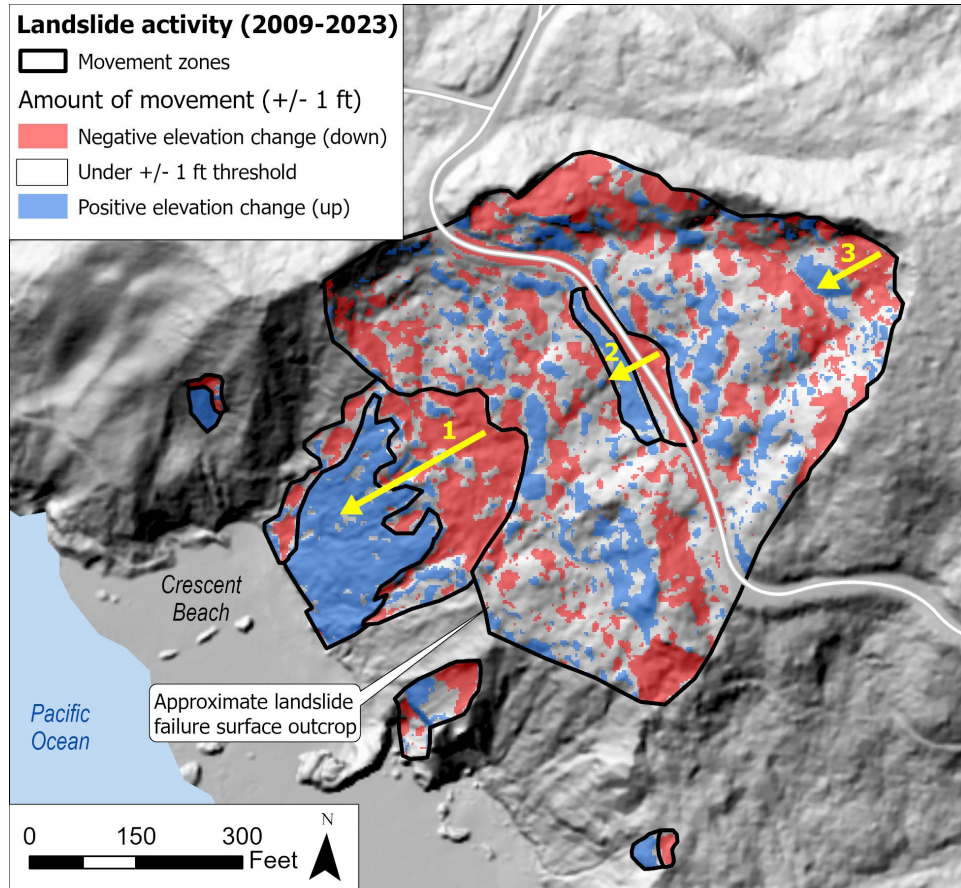 Landslide activity (2009-2023)
Movement zones
Amount of movement (+/- 1 ft)
Negative elevation change (down)
Under +/- 1 ft threshold
Positive elevation change (up)
3
2
1
Crescent
Beach
Approximate landslide
failure surface outcrop
Pacific
Ocean
0 150 300
Feet
N